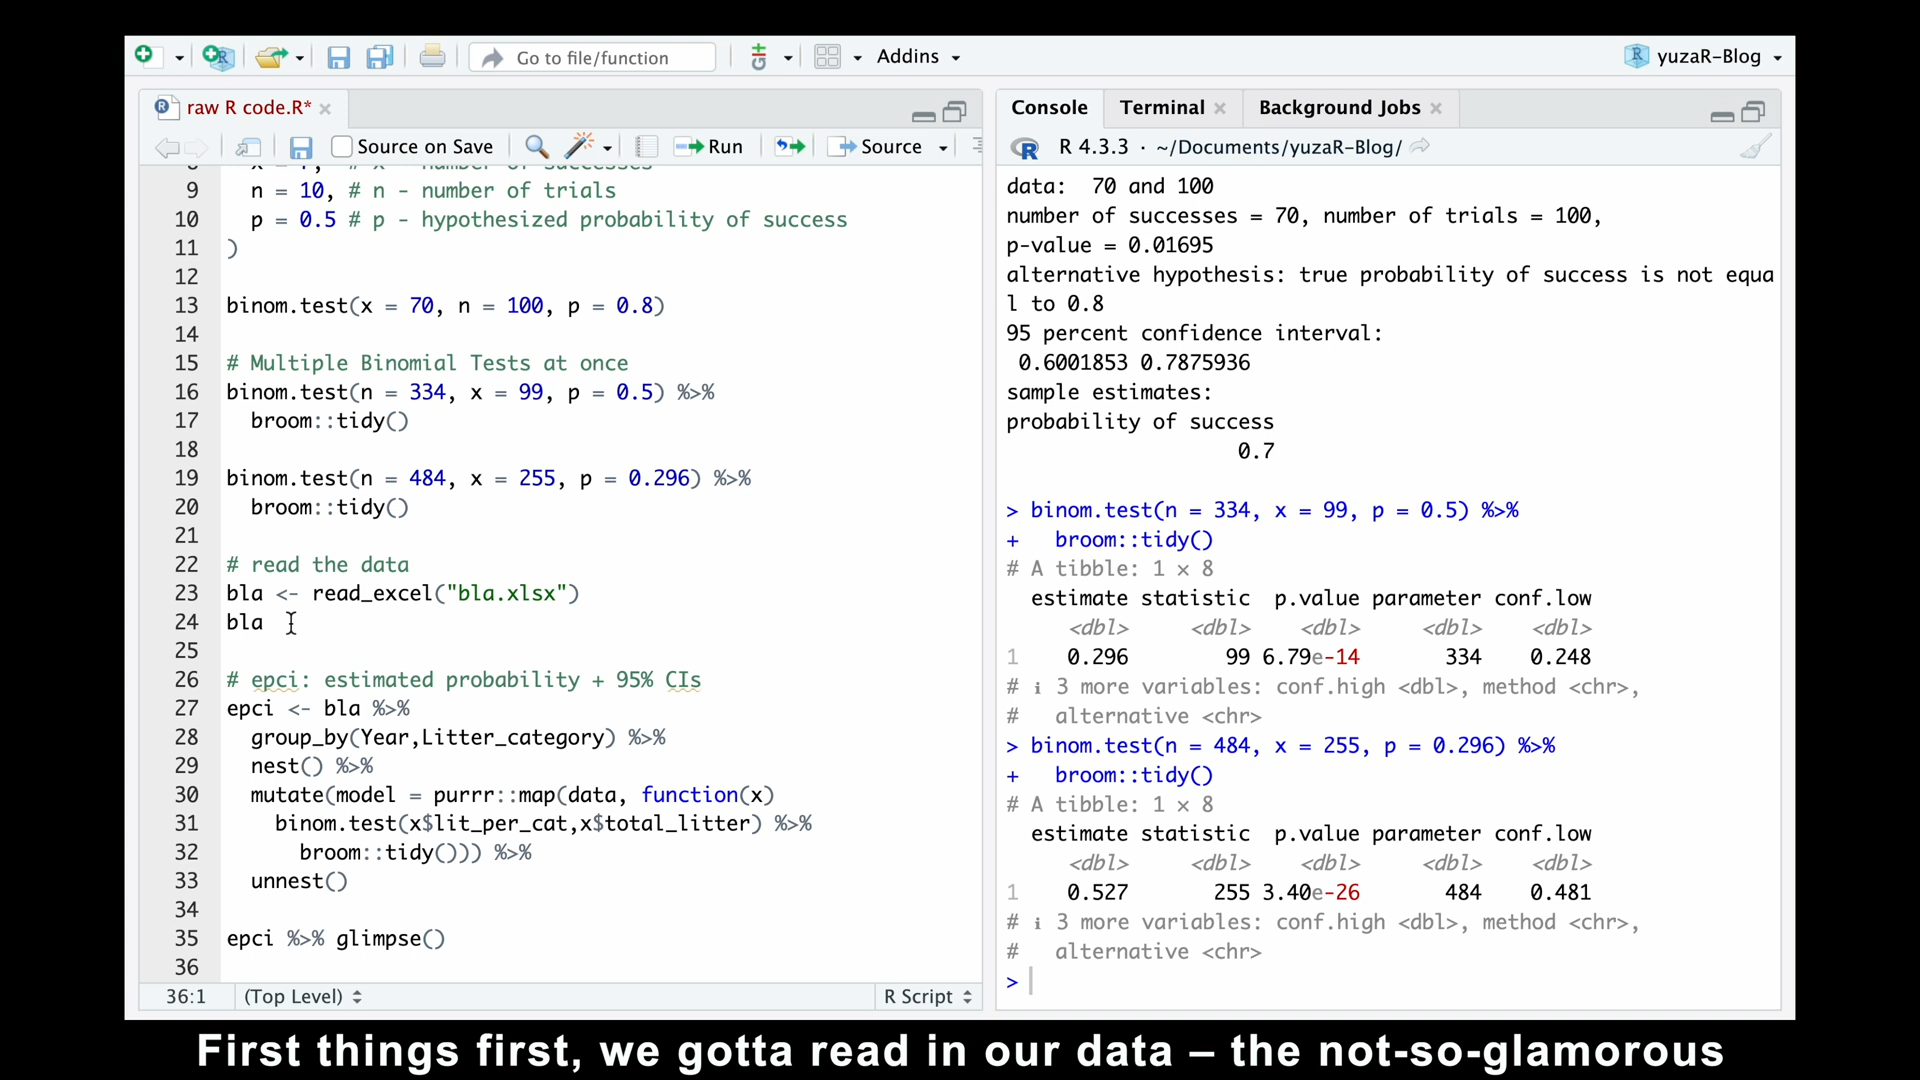 Go to file/function
Addins
yuzaR-Blog
raw R code.R*
Source on Save
Run
Source
9 n = 10, # n - number of trials
10 p = 0.5 # p - hypothesized probability of success
11 )
12
13 binom.test(x = 70, n = 100, p = 0.8)
14
15 # Multiple Binomial Tests at once
16 binom.test(n = 334, x = 99, p = 0.5) %>%
17 broom::tidy()
18
19 binom.test(n = 484, x = 255, p = 0.296) %>%
20 broom::tidy()
21
22 # read the data
23 bla <- read_excel("bla.xlsx")
24 bla
25
26 # epci: estimated probability + 95% CIs
27 epci <- bla %>%
28 group_by(Year,Litter_category) %>%
29 nest() %>%
30 mutate(model = purrr::map(data, function(x)
31 binom.test(x$lit_per_cat,x$total_litter) %>%
32 broom::tidy())) %>%
33 unnest()
34
35 epci %>% glimpse()
36
36:1 (Top Level) R Script
Console Terminal Background Jobs
R 4.3.3 · ~/Documents/yuzaR-Blog/
data: 70 and 100
number of successes = 70, number of trials = 100,
p-value = 0.01695
alternative hypothesis: true probability of success is not equa
l to 0.8
95 percent confidence interval:
0.6001853 0.7875936
sample estimates:
probability of success
0.7
> binom.test(n = 334, x = 99, p = 0.5) %>%
+ broom::tidy()
# A tibble: 1 × 8
estimate statistic p.value parameter conf.low
<dbl> <dbl> <dbl> <dbl> <dbl>
1 0.296 99 6.79e-14 334 0.248
# ℹ 3 more variables: conf.high <dbl>, method <chr>,
# alternative <chr>
> binom.test(n = 484, x = 255, p = 0.296) %>%
+ broom::tidy()
# A tibble: 1 × 8
estimate statistic p.value parameter conf.low
<dbl> <dbl> <dbl> <dbl> <dbl>
1 0.527 255 3.40e-26 484 0.481
# ℹ 3 more variables: conf.high <dbl>, method <chr>,
# alternative <chr>
>
First things first, we gotta read in our data – the not-so-glamorous